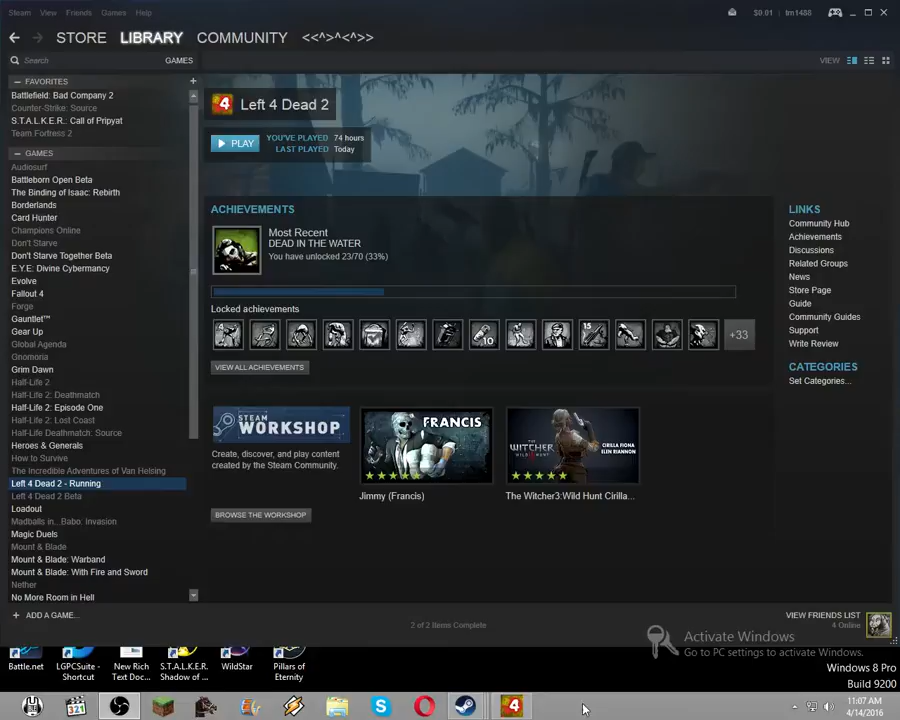 Steam View Friends Games Help
$0.01 lm1488
STORE LIBRARY COMMUNITY <<^>^<^>>
Search GAMES VIEW
FAVORITES
Battlefield: Bad Company 2
Counter-Strike: Source
S.T.A.L.K.E.R.: Call of Pripyat
Team Fortress 2
GAMES
Audiosurf
Battleborn Open Beta
The Binding of Isaac: Rebirth
Borderlands
Card Hunter
Champions Online
Don't Starve
Don't Starve Together Beta
E.Y.E: Divine Cybermancy
Evolve
Fallout 4
Forge
Gauntlet™
Gear Up
Global Agenda
Gnomoria
Grim Dawn
Half-Life 2
Half-Life 2: Deathmatch
Half-Life 2: Episode One
Half-Life 2: Lost Coast
Half-Life Deathmatch: Source
Heroes & Generals
How to Survive
The Incredible Adventures of Van Helsing
Left 4 Dead 2 - Running
Left 4 Dead 2 Beta
Loadout
Madballs in...Babo: Invasion
Magic Duels
Mount & Blade
Mount & Blade: Warband
Mount & Blade: With Fire and Sword
Nether
No More Room in Hell
+ ADD A GAME...
4 Left 4 Dead 2
PLAY
YOU'VE PLAYED 74 hours
LAST PLAYED Today
ACHIEVEMENTS
Most Recent
DEAD IN THE WATER
You have unlocked 23/70 (33%)
Locked achievements
4 10 15 +33
VIEW ALL ACHIEVEMENTS
STEAM WORKSHOP
Create, discover, and play content
created by the Steam Community.
BROWSE THE WORKSHOP
FRANCIS
Jimmy (Francis)
THE WITCHER WILD HUNT
CIRILLA FIONA
ELEN RIANNON
The Witcher3:Wild Hunt Cirilla...
LINKS
Community Hub
Achievements
Discussions
Related Groups
News
Store Page
Guide
Community Guides
Support
Write Review
CATEGORIES
Set Categories...
2 of 2 Items Complete
VIEW FRIENDS LIST
4 Online
Activate Windows
Go to PC settings to activate Windows.
Windows 8 Pro
Build 9200
Battle.net
LGPCSuite -
Shortcut
New Rich
Text Doc...
S.T.A.L.K.E.R.
Shadow of ...
WildStar
Pillars of
Eternity
321
4
11:07 AM
4/14/2016